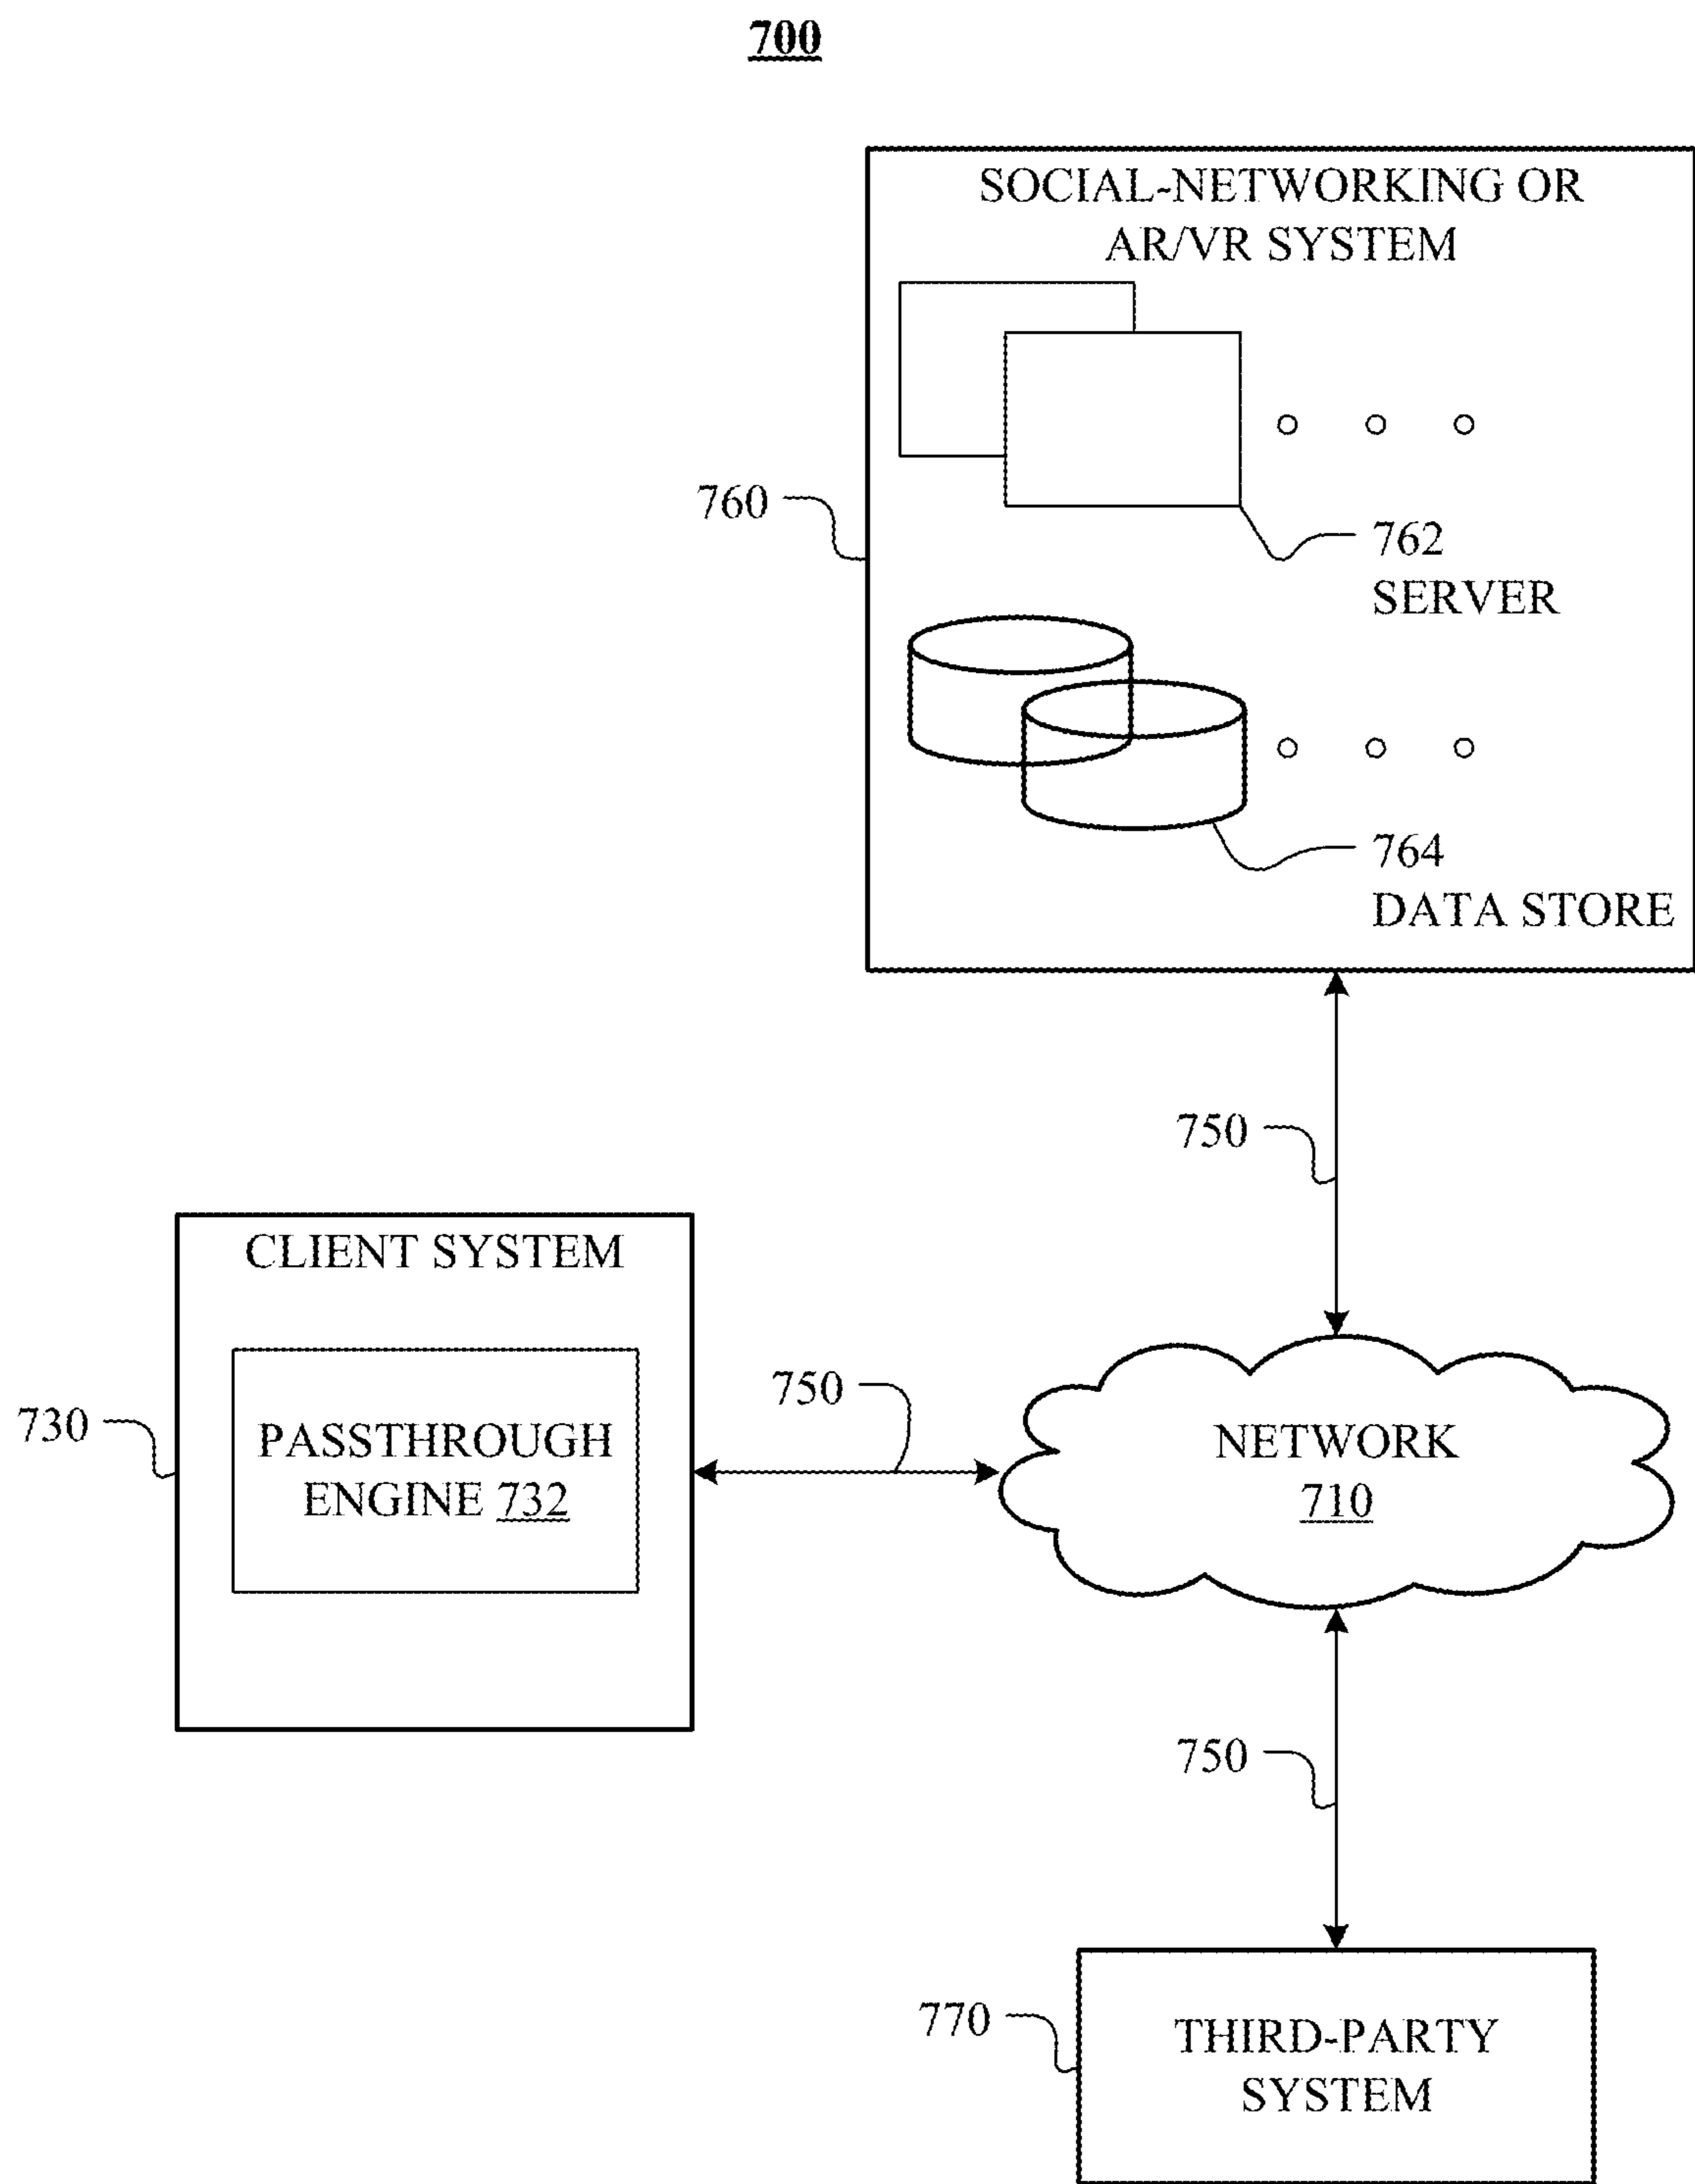 700
SOCIAL-NETWORKING OR
AR/VR SYSTEM
760
762
SERVER
764
DATA STORE
750
CLIENT SYSTEM
730
PASSTHROUGH
ENGINE 732
750
NETWORK
710
750
770
THIRD-PARTY
SYSTEM